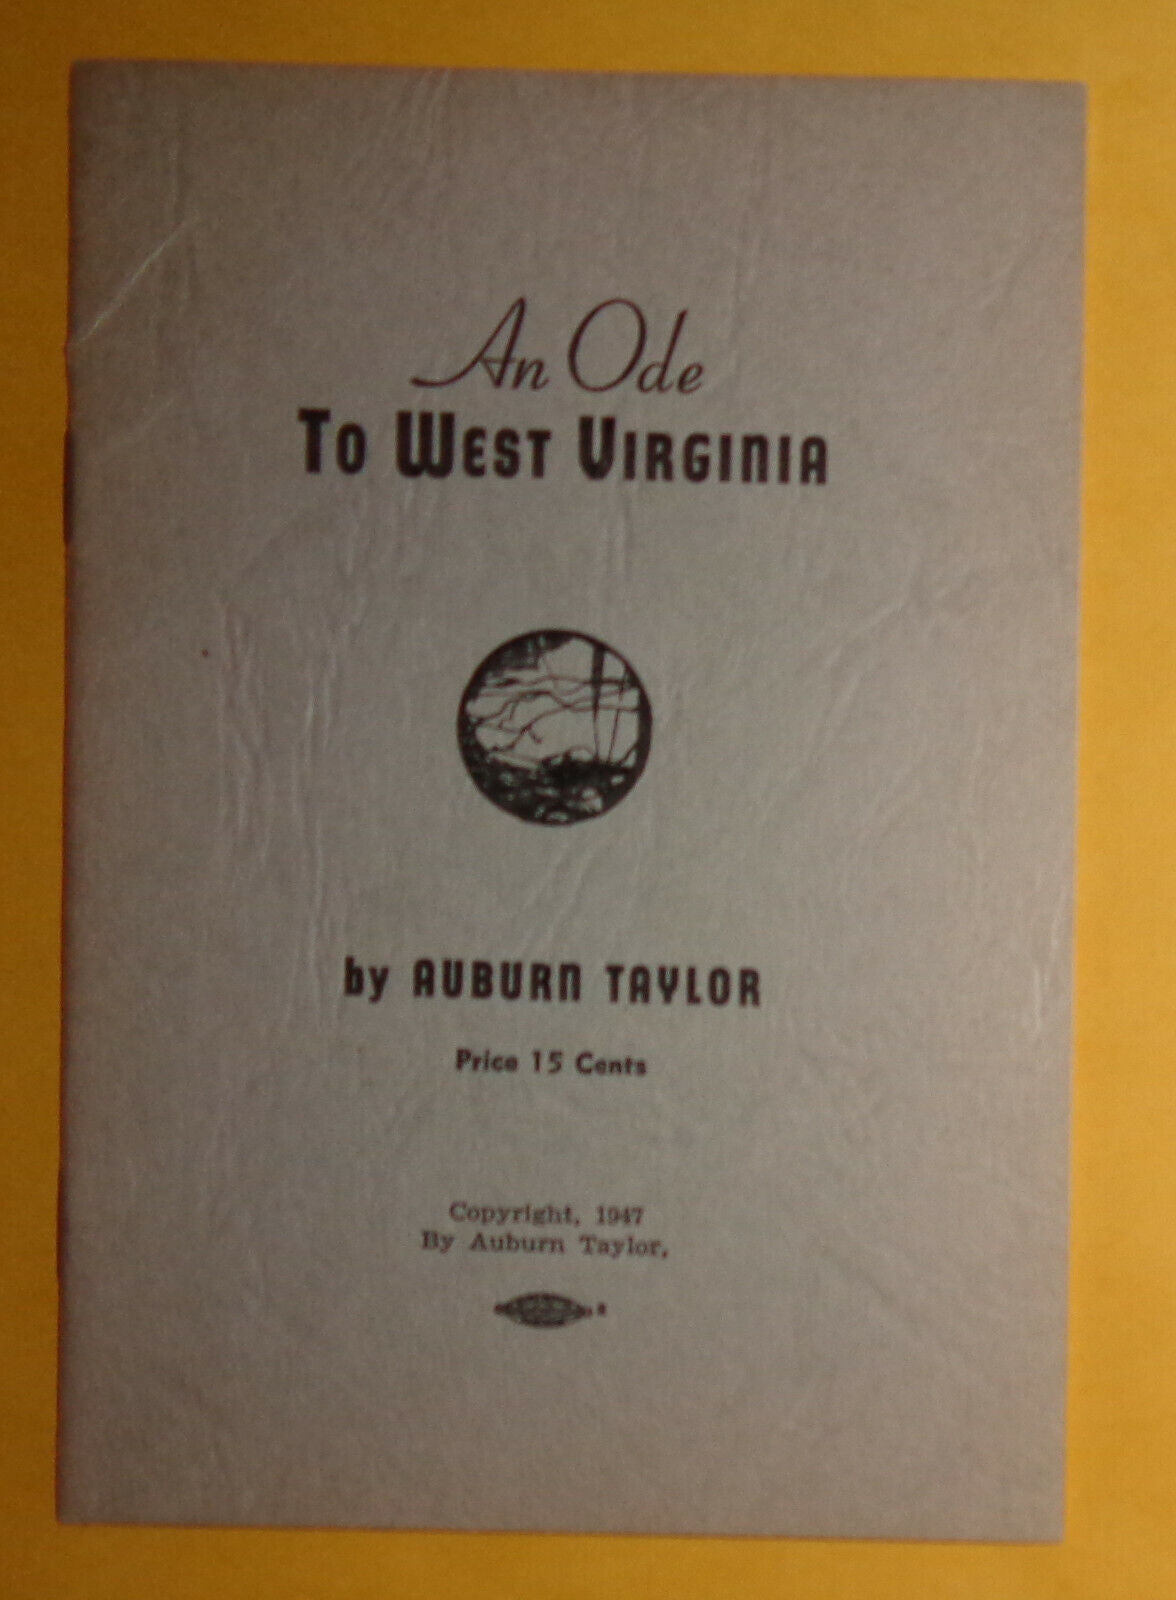 An Ode
TO WEST VIRGINIA
by AUBURN TAYLOR
Price 15 Cents
Copyright, 1947
By Auburn Taylor.